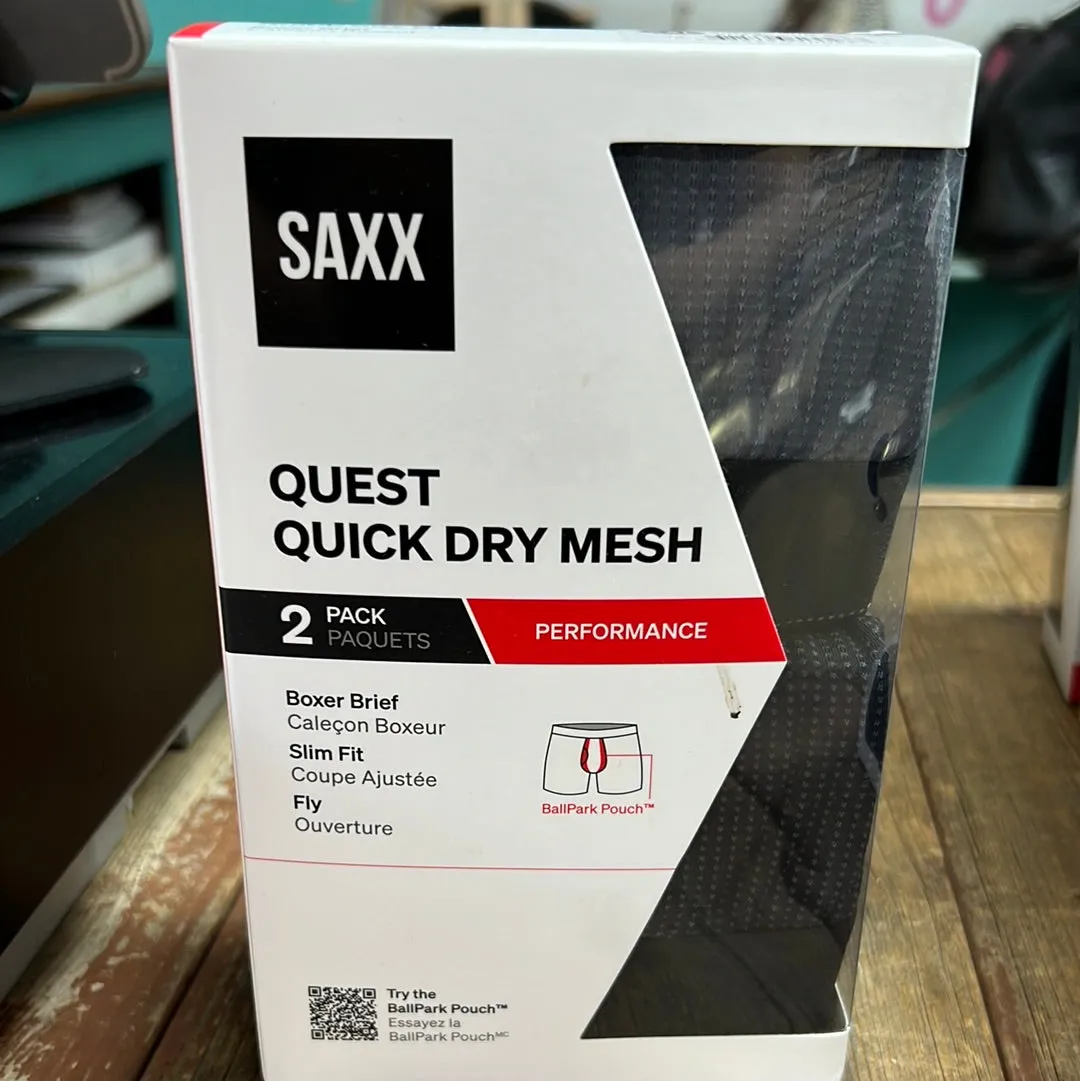 SAXX
QUEST
QUICK DRY MESH
2 PACK
PAQUETS
PERFORMANCE
Boxer Brief
Caleçon Boxeur
Slim Fit
Coupe Ajustée
Fly
Ouverture
BallPark Pouch™
Try the
BallPark Pouch™
Essayez la
BallPark Pouchᴹᶜ